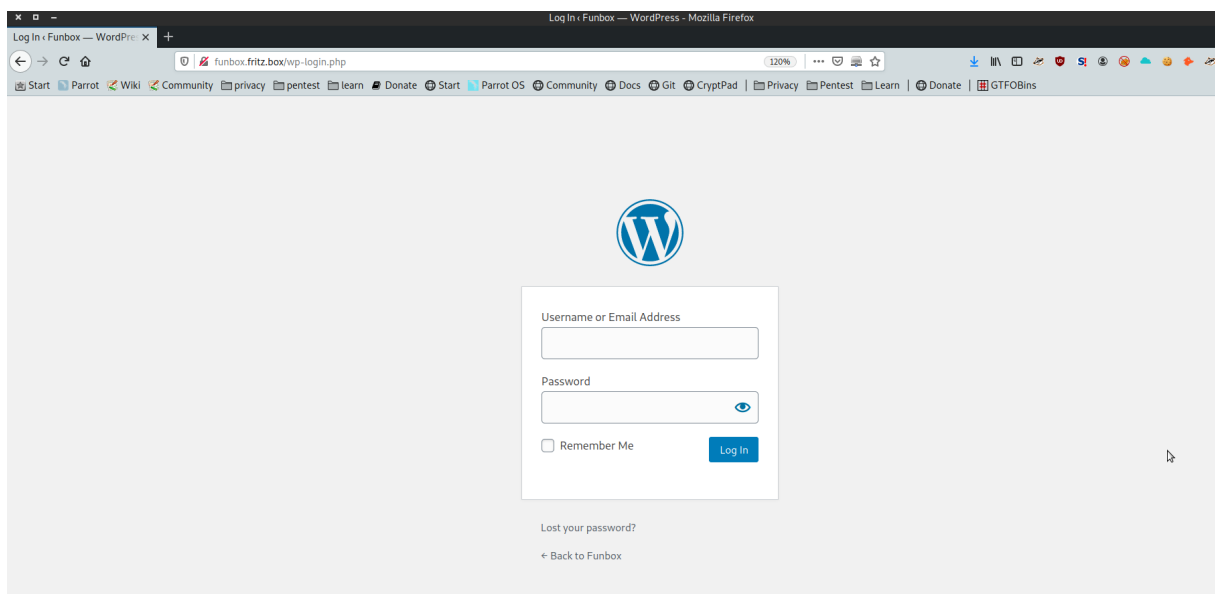 Log In ‹ Funbox — WordPress - Mozilla Firefox
Log In ‹ Funbox — WordPre
funbox.fritz.box/wp-login.php 120%
Start Parrot Wiki Community privacy pentest learn Donate Start Parrot OS Community Docs Git CryptPad | Privacy Pentest Learn | Donate | GTFOBins
Username or Email Address
Password
Remember Me Log In
Lost your password?
← Back to Funbox